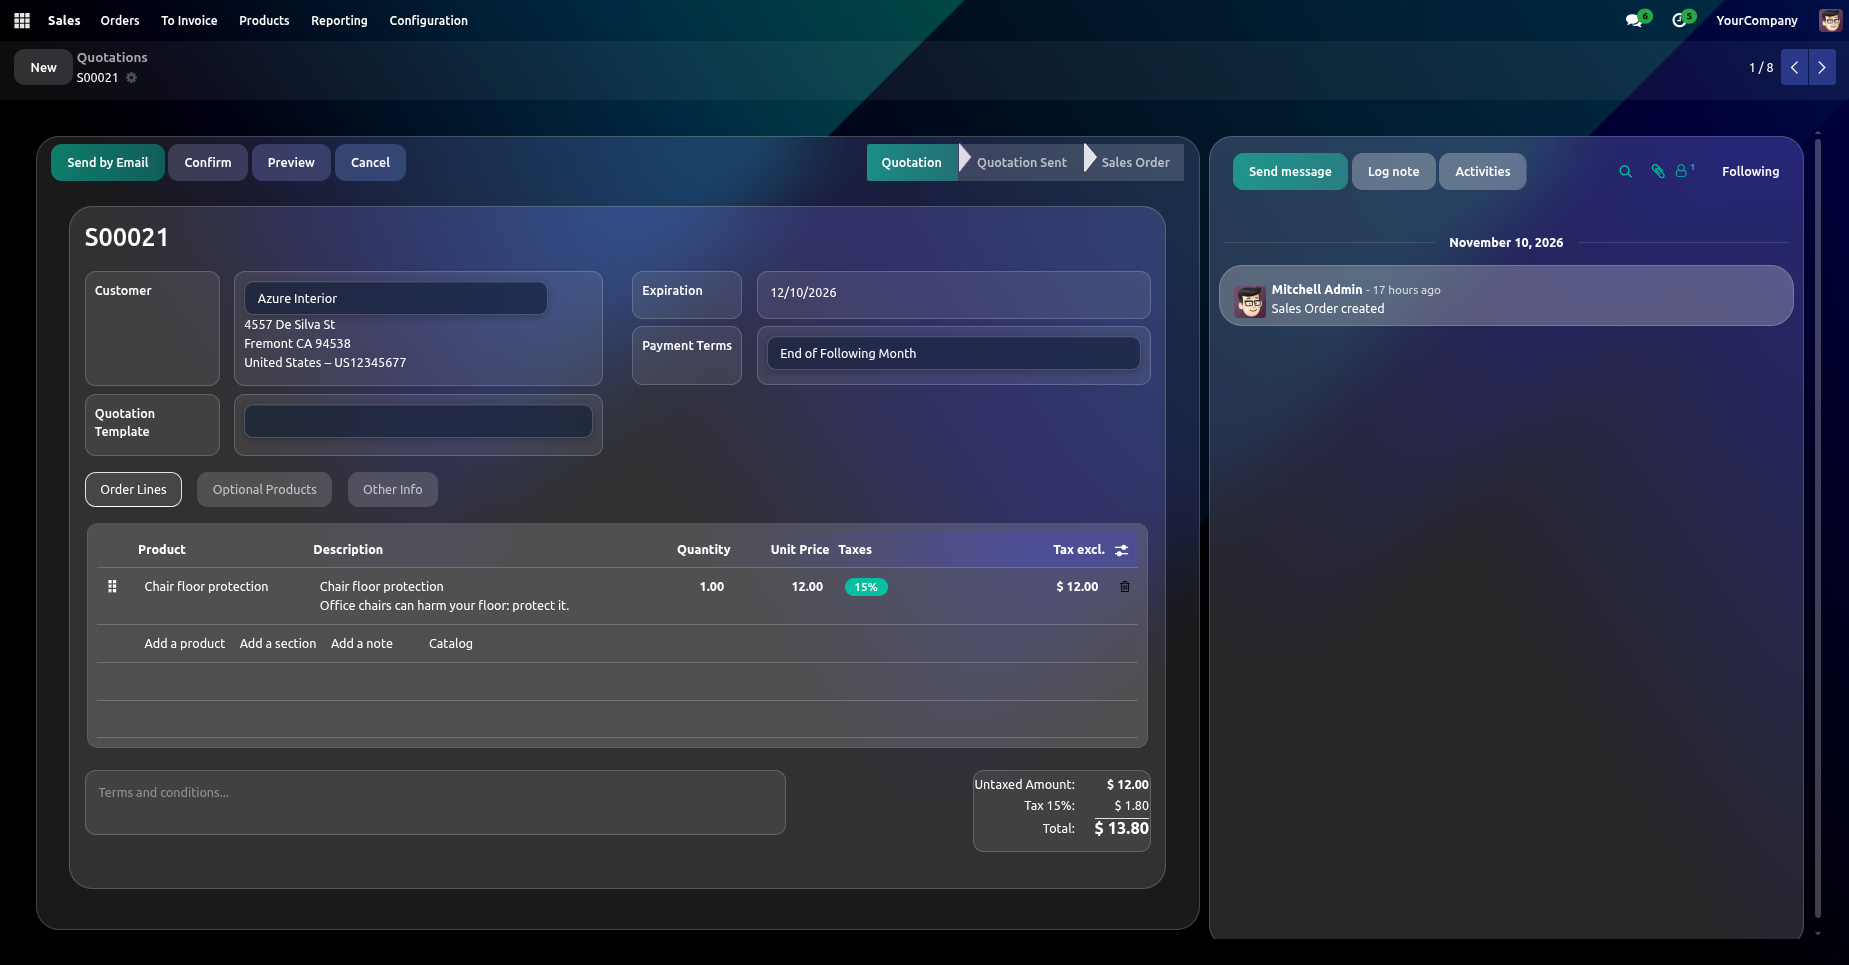 Sales Orders To Invoice Products Reporting Configuration 6 5 YourCompany
New Quotations
S00021
1 / 8
Send by Email Confirm Preview Cancel
Quotation Quotation Sent Sales Order
S00021
Customer
Azure Interior
4557 De Silva St
Fremont CA 94538
United States – US12345677
Quotation
Template
Expiration
12/10/2026
Payment Terms
End of Following Month
Order Lines Optional Products Other Info
Product Description Quantity Unit Price Taxes Tax excl.
Chair floor protection Chair floor protection 1.00 12.00 15% $ 12.00
Office chairs can harm your floor: protect it.
Add a product Add a section Add a note Catalog
Terms and conditions...
Untaxed Amount: $ 12.00
Tax 15%: $ 1.80
Total: $ 13.80
Send message Log note Activities 1 Following
November 10, 2026
Mitchell Admin - 17 hours ago
Sales Order created